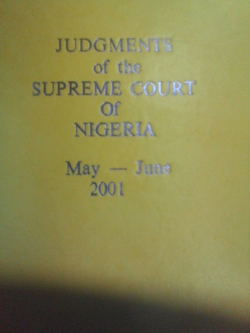 JUDGMENTS
of the
SUPREME COURT
Of
NIGERIA
May — June
2001